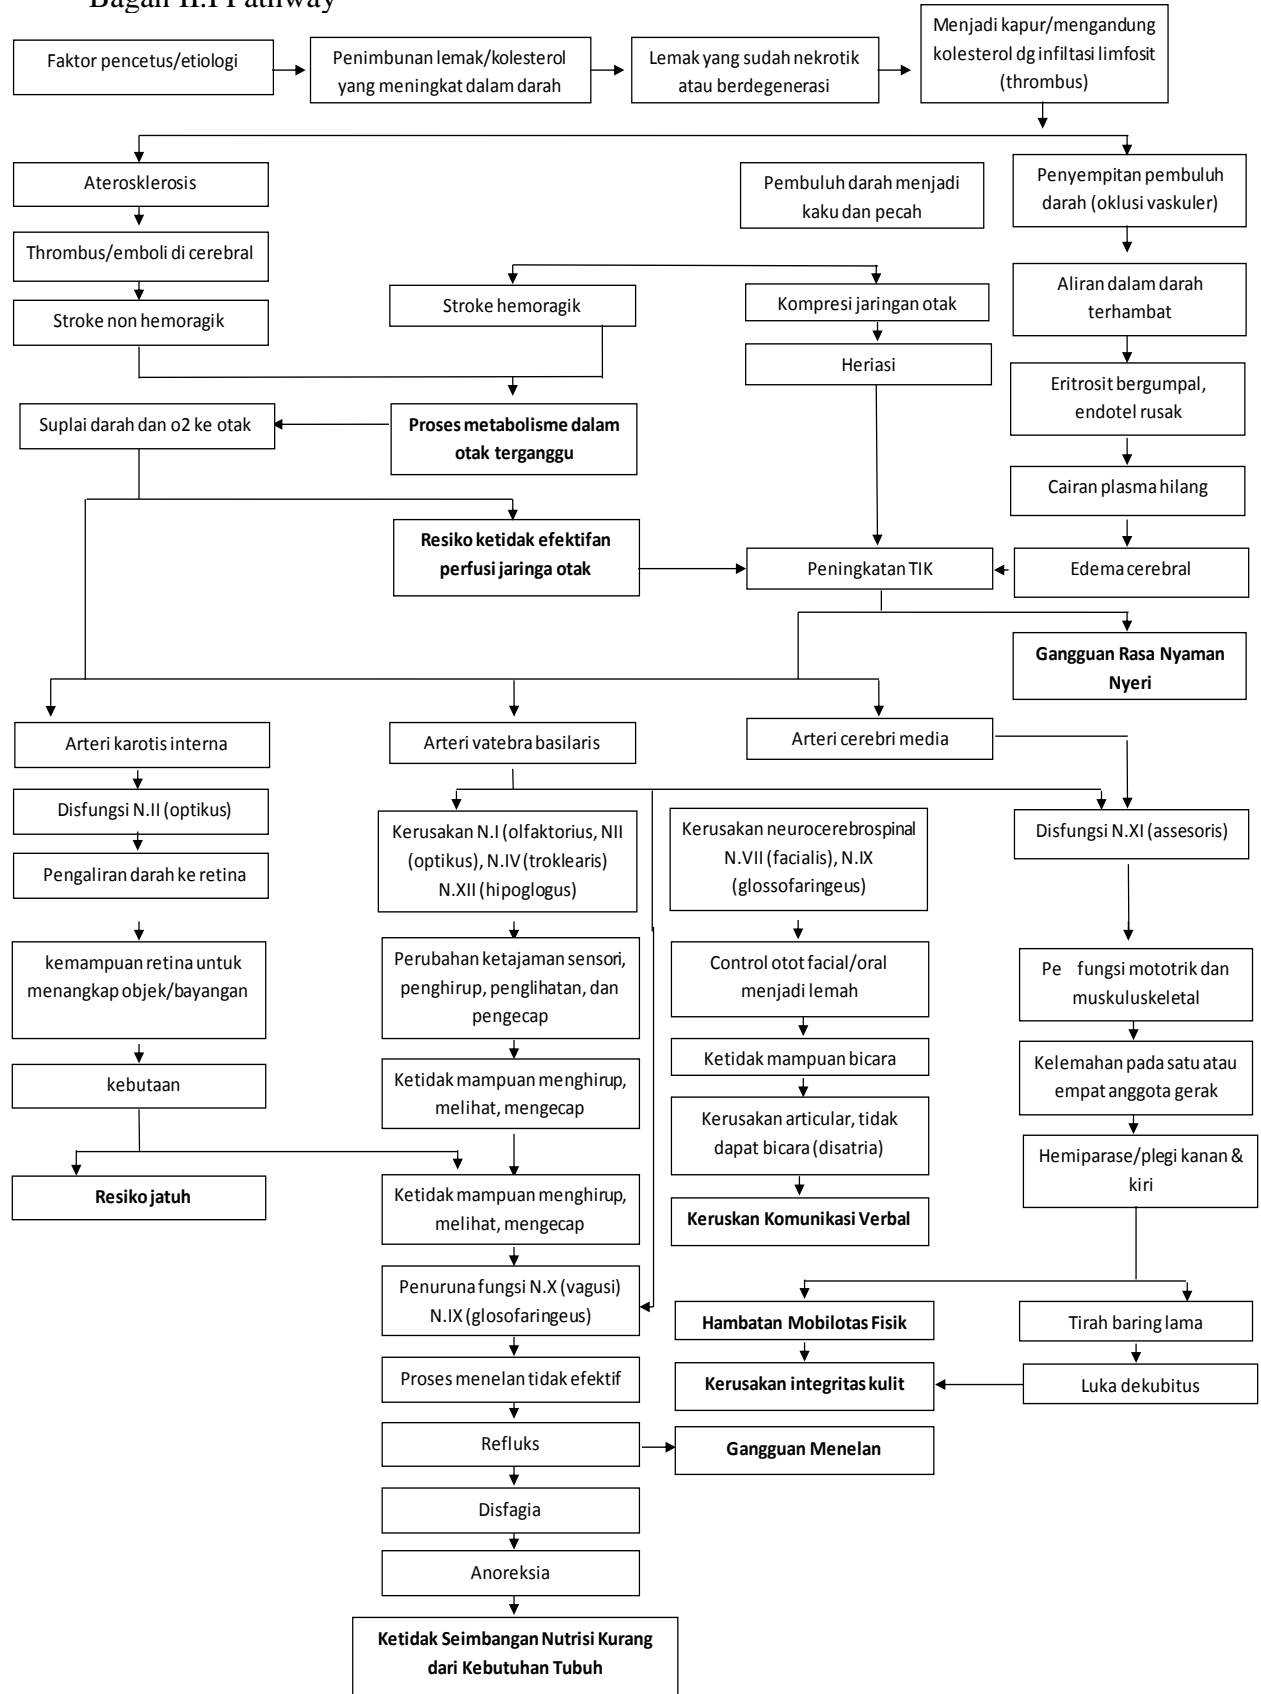 Bagan II.1 Pathway
Faktor pencetus/etiologi
Penimbunan lemak/kolesterol
yang meningkat dalam darah
Lemak yang sudah nekrotik
atau berdegenerasi
Menjadi kapur/mengandung
kolesterol dg infiltasi limfosit
(thrombus)
Aterosklerosis
Pembuluh darah menjadi
kaku dan pecah
Penyempitan pembuluh
darah (oklusi vaskuler)
Thrombus/emboli di cerebral
Stroke non hemoragik
Stroke hemoragik
Kompresi jaringan otak
Aliran dalam darah
terhambat
Heriasi
Eritrosit bergumpal,
endotel rusak
Suplai darah dan o2 ke otak
Proses metabolisme dalam
otak terganggu
Cairan plasma hilang
Resiko ketidak efektifan
perfusi jaringa otak
Peningkatan TIK
Edema cerebral
Gangguan Rasa Nyaman
Nyeri
Arteri karotis interna
Arteri vatebra basilaris
Arteri cerebri media
Disfungsi N.II (optikus)
Pengaliran darah ke retina
Kerusakan N.I (olfaktorius, NII
(optikus), N.IV (troklearis)
N.XII (hipoglogus)
Kerusakan neurocerebrospinal
N.VII (facialis), N.IX
(glossofaringeus)
Disfungsi N.XI (assesoris)
kemampuan retina untuk
menangkap objek/bayangan
Perubahan ketajaman sensori,
penghirup, penglihatan, dan
pengecap
Control otot facial/oral
menjadi lemah
Pe fungsi mototrik dan
muskuluskeletal
kebutaan
Ketidak mampuan menghirup,
melihat, mengecap
Ketidak mampuan bicara
Kelemahan pada satu atau
empat anggota gerak
Kerusakan articular, tidak
dapat bicara (disatria)
Hemiparase/plegi kanan &
kiri
Resiko jatuh
Ketidak mampuan menghirup,
melihat, mengecap
Keruskan Komunikasi Verbal
Penuruna fungsi N.X (vagusi)
N.IX (glosofaringeus)
Hambatan Mobilotas Fisik
Tirah baring lama
Proses menelan tidak efektif
Kerusakan integritas kulit
Luka dekubitus
Refluks
Gangguan Menelan
Disfagia
Anoreksia
Ketidak Seimbangan Nutrisi Kurang
dari Kebutuhan Tubuh